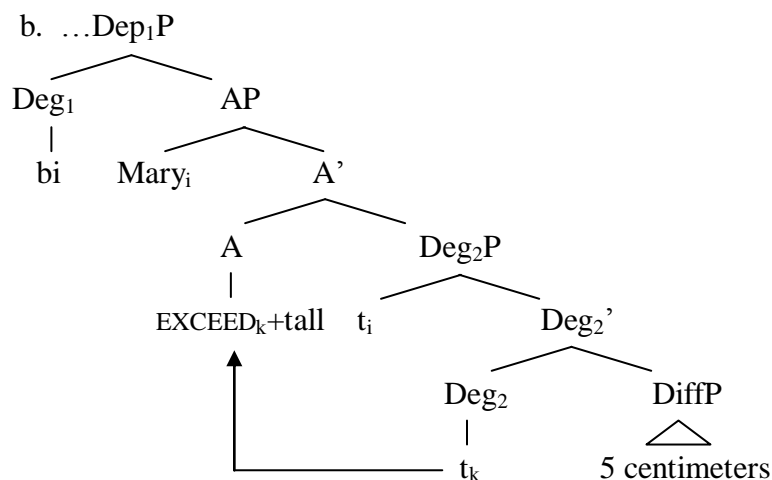 b. …Dep₁P
Deg₁ AP
bi Maryᵢ A’
A Deg₂P
EXCEEDₖ+tall tᵢ Deg₂’
Deg₂ DiffP
tₖ 5 centimeters